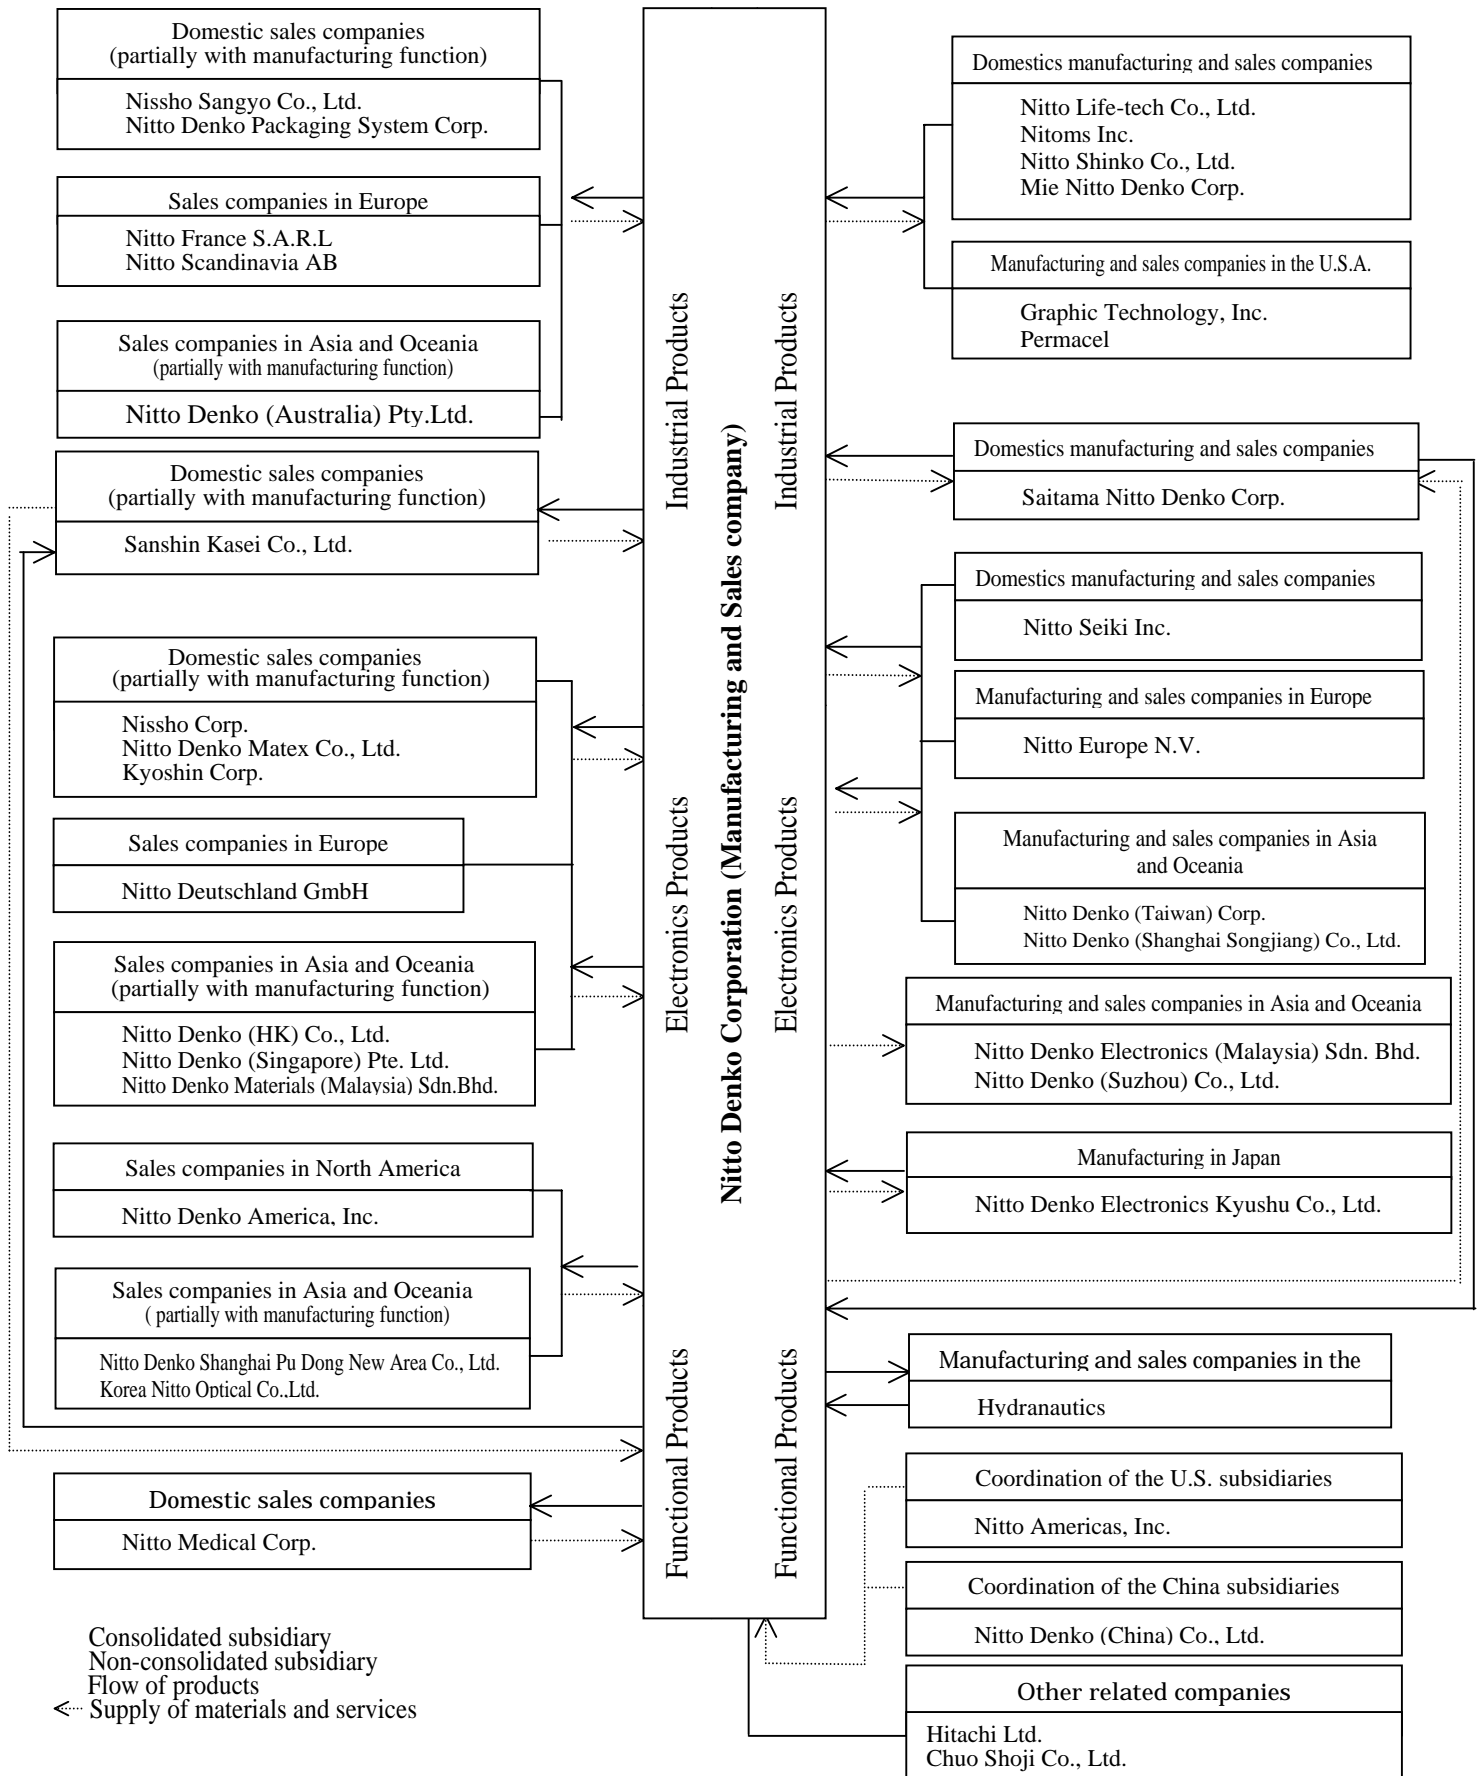 Domestic sales companies
(partially with manufacturing function)
Nissho Sangyo Co., Ltd.
Nitto Denko Packaging System Corp.
Sales companies in Europe
Nitto France S.A.R.L
Nitto Scandinavia AB
Sales companies in Asia and Oceania
(partially with manufacturing function)
Nitto Denko (Australia) Pty.Ltd.
Domestic sales companies
(partially with manufacturing function)
Sanshin Kasei Co., Ltd.
Domestic sales companies
(partially with manufacturing function)
Nissho Corp.
Nitto Denko Matex Co., Ltd.
Kyoshin Corp.
Sales companies in Europe
Nitto Deutschland GmbH
Sales companies in Asia and Oceania
(partially with manufacturing function)
Nitto Denko (HK) Co., Ltd.
Nitto Denko (Singapore) Pte. Ltd.
Nitto Denko Materials (Malaysia) Sdn.Bhd.
Sales companies in North America
Nitto Denko America, Inc.
Sales companies in Asia and Oceania
( partially with manufacturing function)
Nitto Denko Shanghai Pu Dong New Area Co., Ltd.
Korea Nitto Optical Co.,Ltd.
Domestic sales companies
Nitto Medical Corp.
Consolidated subsidiary
Non-consolidated subsidiary
Flow of products
Supply of materials and services
Industrial Products
Electronics Products
Functional Products
Nitto Denko Corporation (Manufacturing and Sales company)
Industrial Products
Electronics Products
Functional Products
Domestics manufacturing and sales companies
Nitto Life-tech Co., Ltd.
Nitoms Inc.
Nitto Shinko Co., Ltd.
Mie Nitto Denko Corp.
Manufacturing and sales companies in the U.S.A.
Graphic Technology, Inc.
Permacel
Domestics manufacturing and sales companies
Saitama Nitto Denko Corp.
Domestics manufacturing and sales companies
Nitto Seiki Inc.
Manufacturing and sales companies in Europe
Nitto Europe N.V.
Manufacturing and sales companies in Asia
and Oceania
Nitto Denko (Taiwan) Corp.
Nitto Denko (Shanghai Songjiang) Co., Ltd.
Manufacturing and sales companies in Asia and Oceania
Nitto Denko Electronics (Malaysia) Sdn. Bhd.
Nitto Denko (Suzhou) Co., Ltd.
Manufacturing in Japan
Nitto Denko Electronics Kyushu Co., Ltd.
Manufacturing and sales companies in the
Hydranautics
Coordination of the U.S. subsidiaries
Nitto Americas, Inc.
Coordination of the China subsidiaries
Nitto Denko (China) Co., Ltd.
Other related companies
Hitachi Ltd.
Chuo Shoji Co., Ltd.